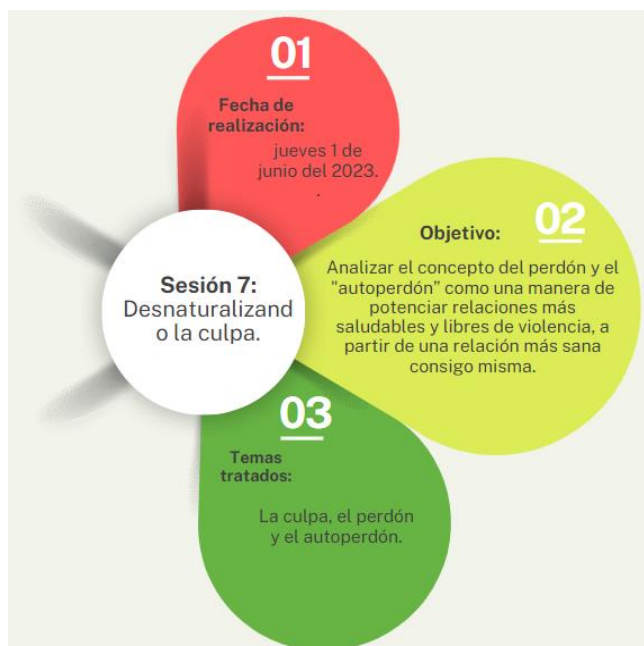 01
Fecha de
realización:
jueves 1 de
junio del 2023.
.
02
Objetivo:
Analizar el concepto del perdón y el
"autoperdón” como una manera de
potenciar relaciones más
saludables y libres de violencia, a
partir de una relación más sana
consigo misma.
Sesión 7:
Desnaturalizand
o la culpa.
03
Temas
tratados:
La culpa, el perdón
y el autoperdón.